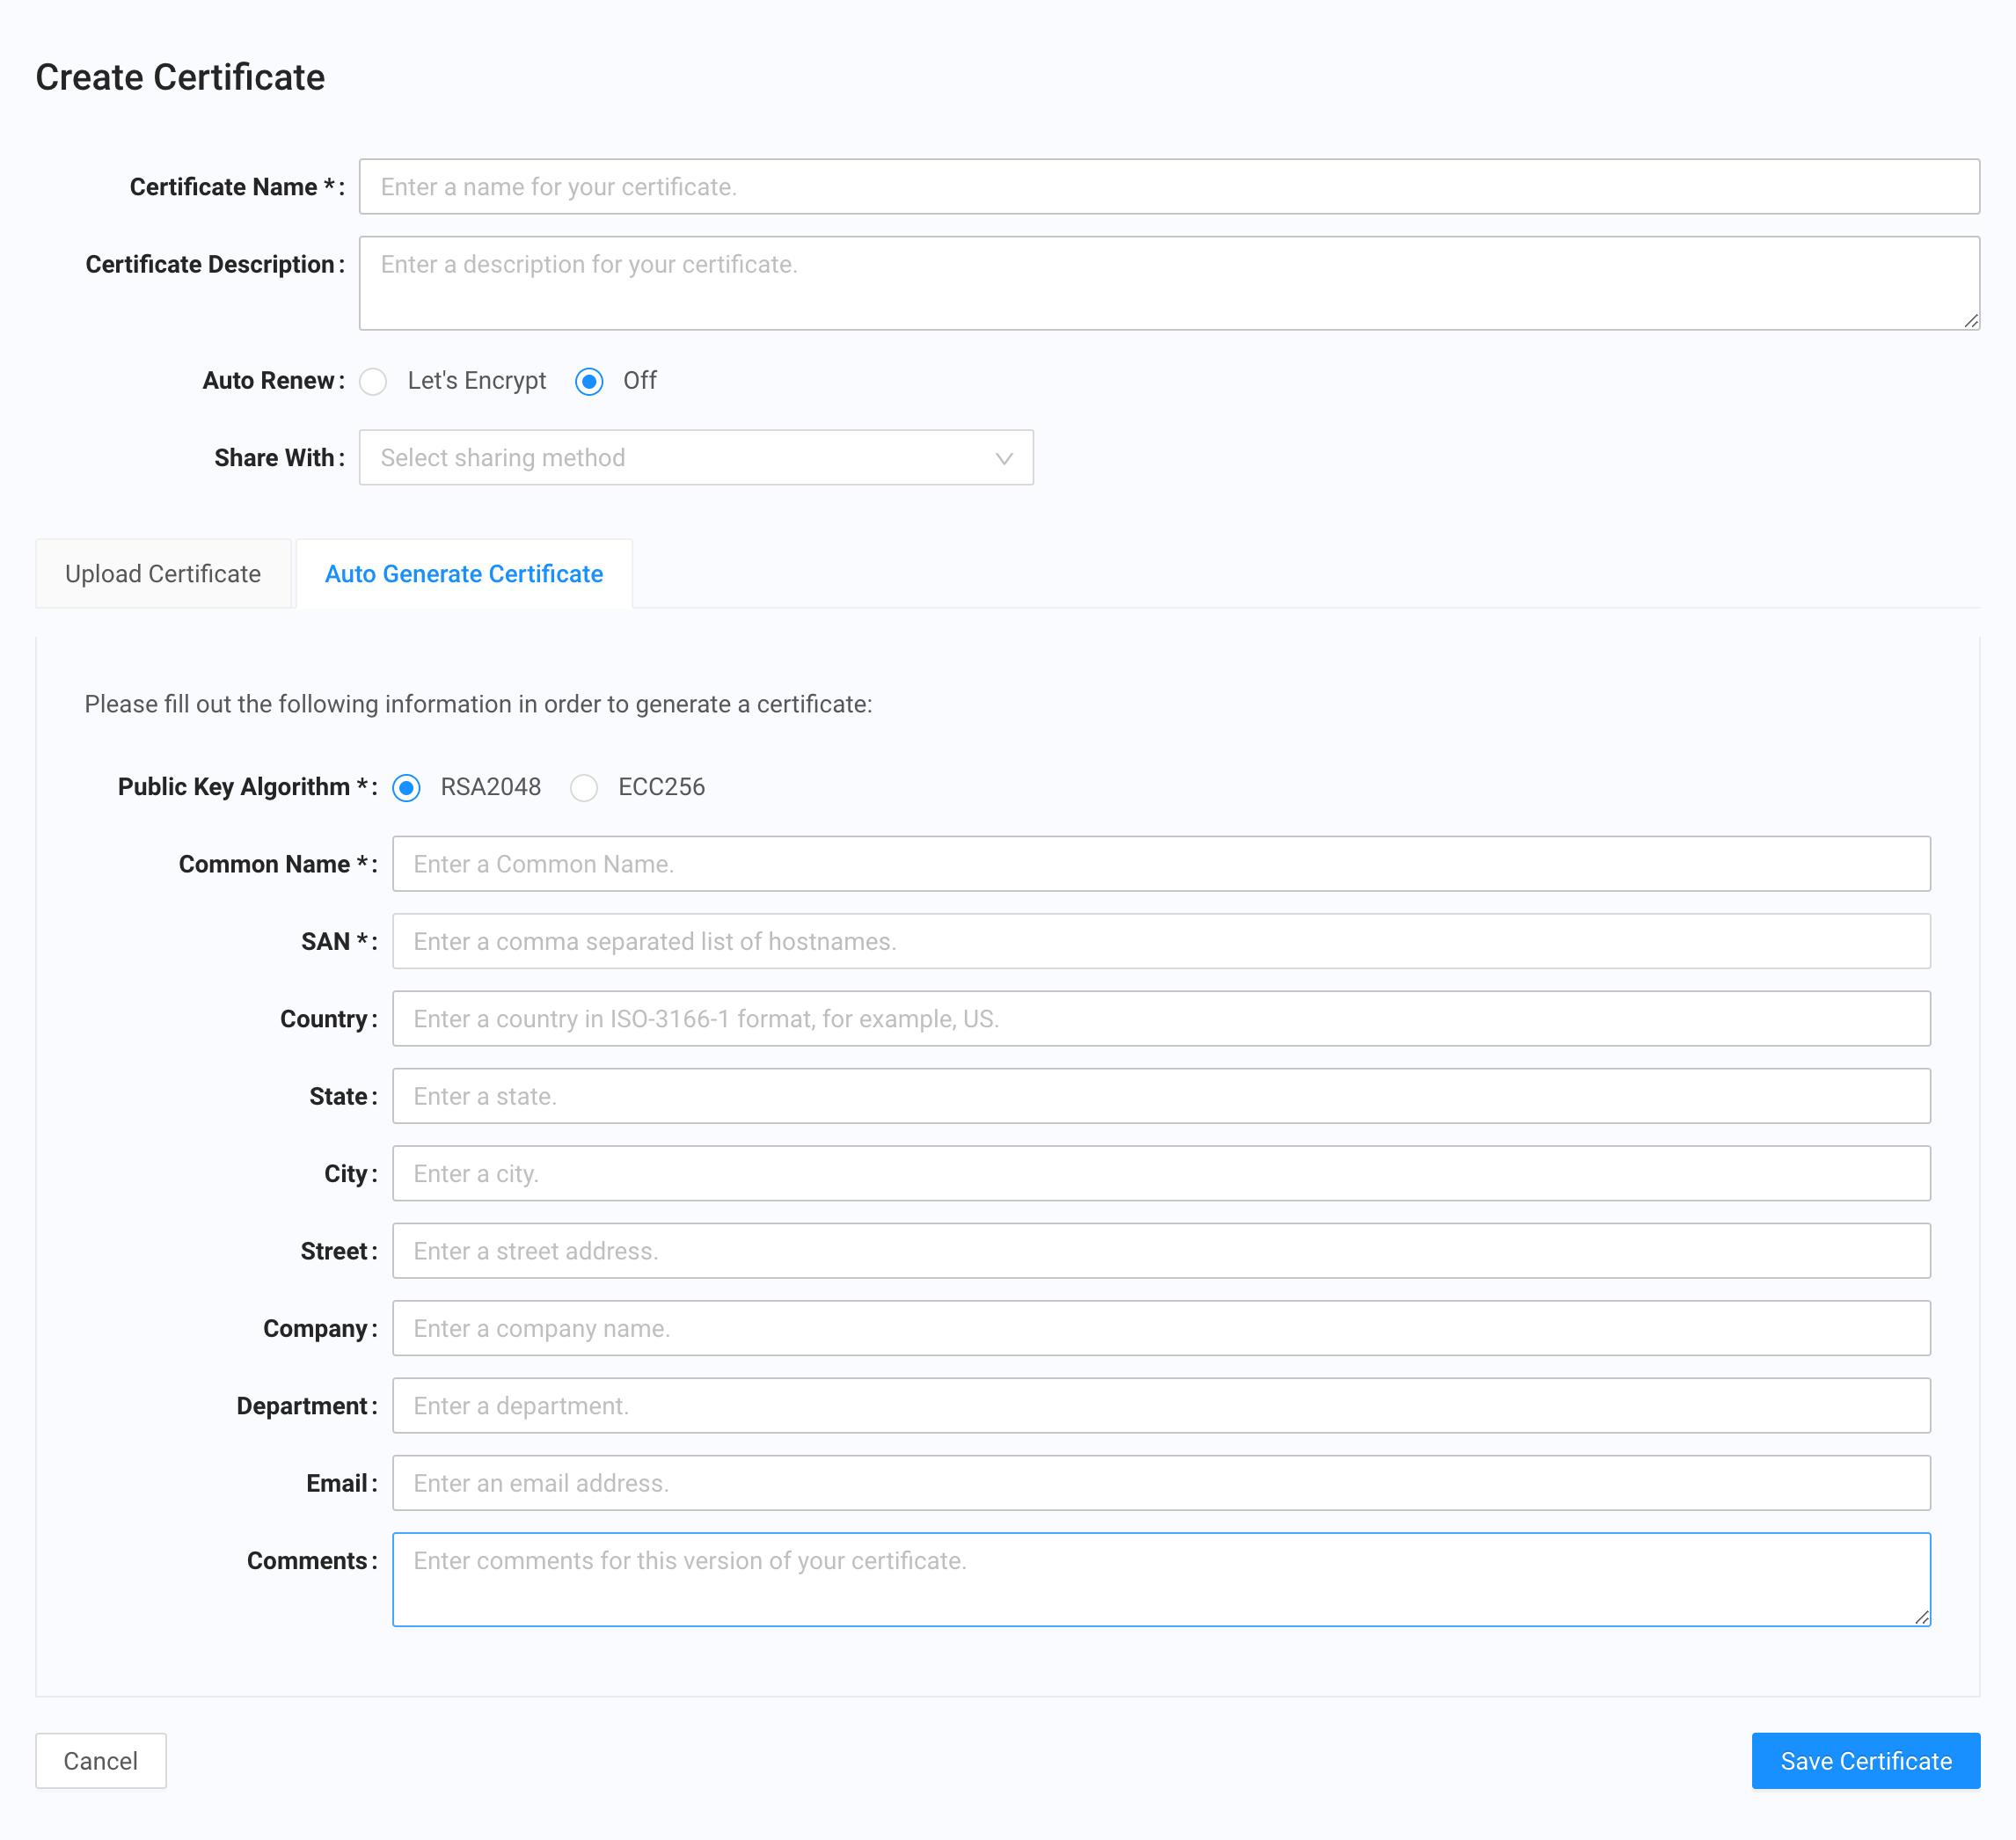 Create Certificate
Certificate Name * : Enter a name for your certificate.
Certificate Description : Enter a description for your certificate.
Auto Renew : Let's Encrypt Off
Share With : Select sharing method
Upload Certificate Auto Generate Certificate
Please fill out the following information in order to generate a certificate:
Public Key Algorithm * : RSA2048 ECC256
Common Name * : Enter a Common Name.
SAN * : Enter a comma separated list of hostnames.
Country : Enter a country in ISO-3166-1 format, for example, US.
State : Enter a state.
City : Enter a city.
Street : Enter a street address.
Company : Enter a company name.
Department : Enter a department.
Email : Enter an email address.
Comments : Enter comments for this version of your certificate.
Cancel Save Certificate